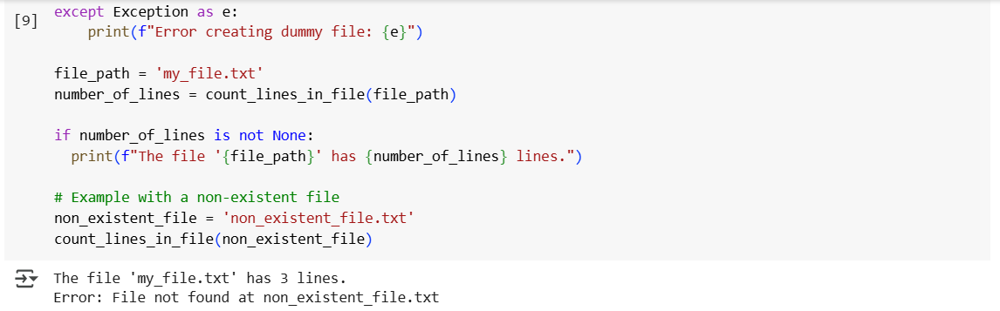 [9]
except Exception as e:
    print(f"Error creating dummy file: {e}")
file_path = 'my_file.txt'
number_of_lines = count_lines_in_file(file_path)
if number_of_lines is not None:
  print(f"The file '{file_path}' has {number_of_lines} lines.")
# Example with a non-existent file
non_existent_file = 'non_existent_file.txt'
count_lines_in_file(non_existent_file)
The file 'my_file.txt' has 3 lines.
Error: File not found at non_existent_file.txt